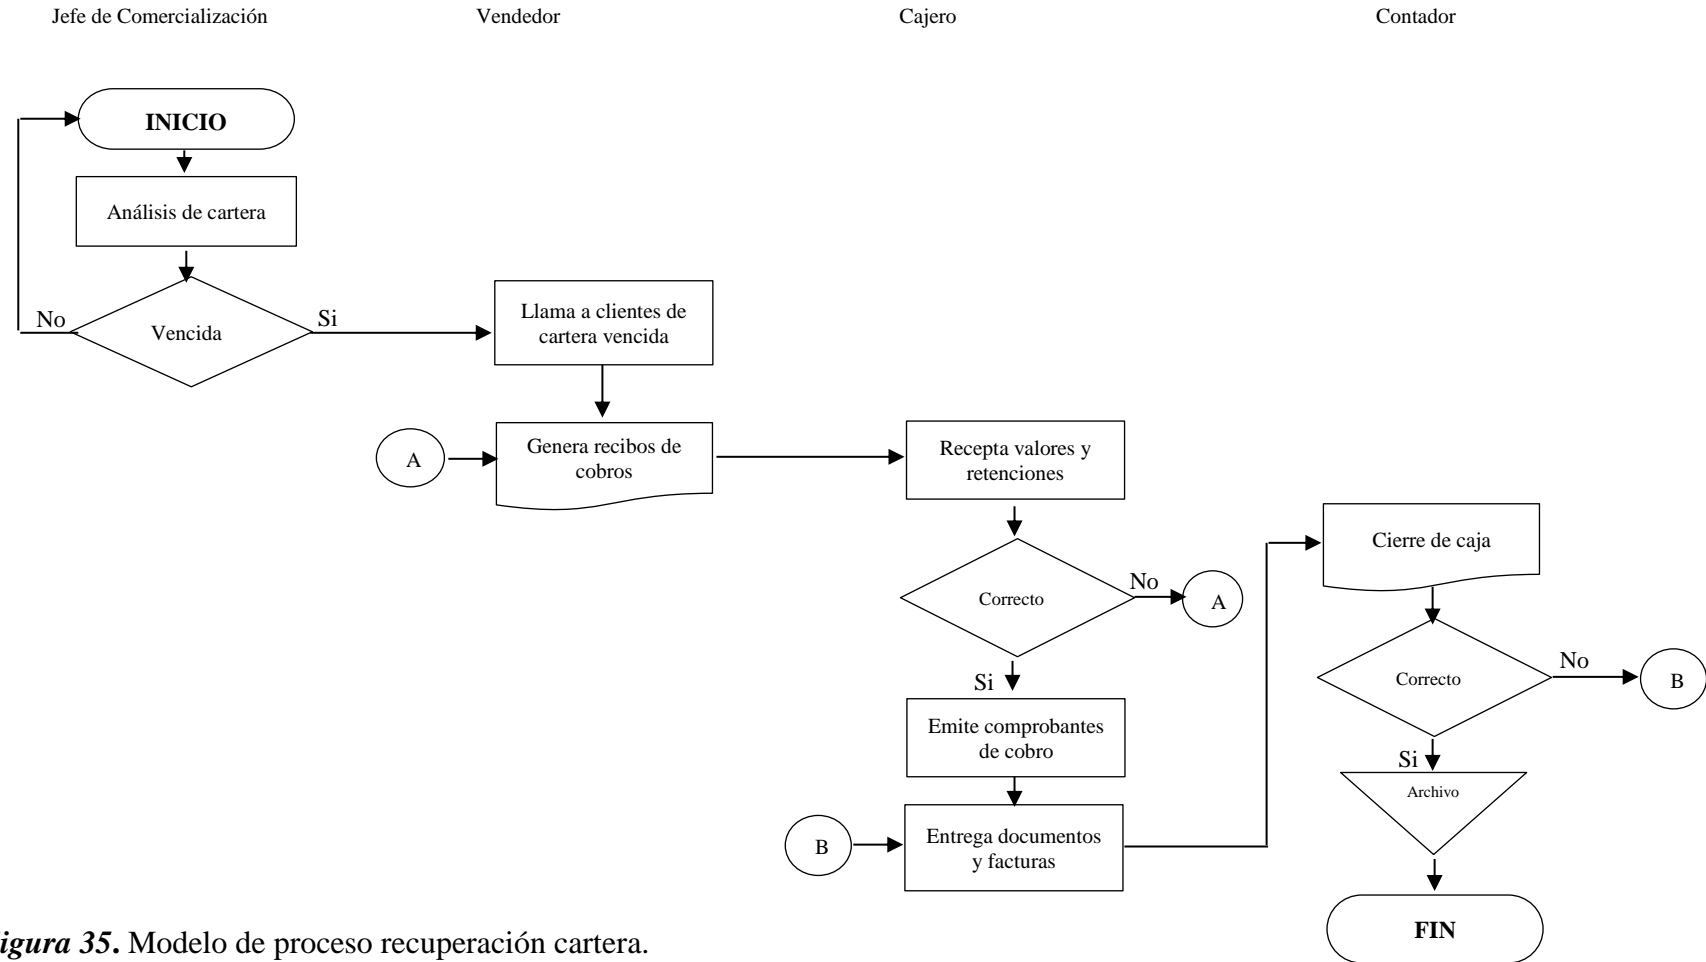 Jefe de Comercialización
Vendedor
Cajero
Contador
INICIO
Análisis de cartera
No
Vencida
Si
Llama a clientes de
cartera vencida
A
Genera recibos de
cobros
Recepta valores y
retenciones
Correcto
No
A
Si
Emite comprobantes
de cobro
B
Entrega documentos
y facturas
Cierre de caja
Correcto
No
B
Si
Archivo
FIN
igura 35. Modelo de proceso recuperación cartera.